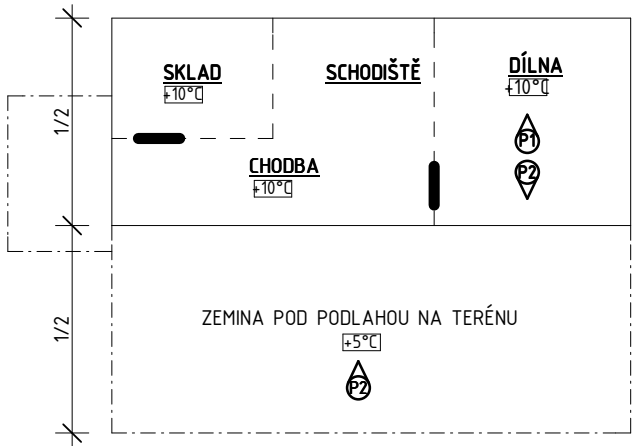 SKLAD
+10°C
SCHODIŠTĚ
DÍLNA
+10°C
1/2
P1
P2
CHODBA
+10°C
1/2
ZEMINA POD PODLAHOU NA TERÉNU
+5°C
P2